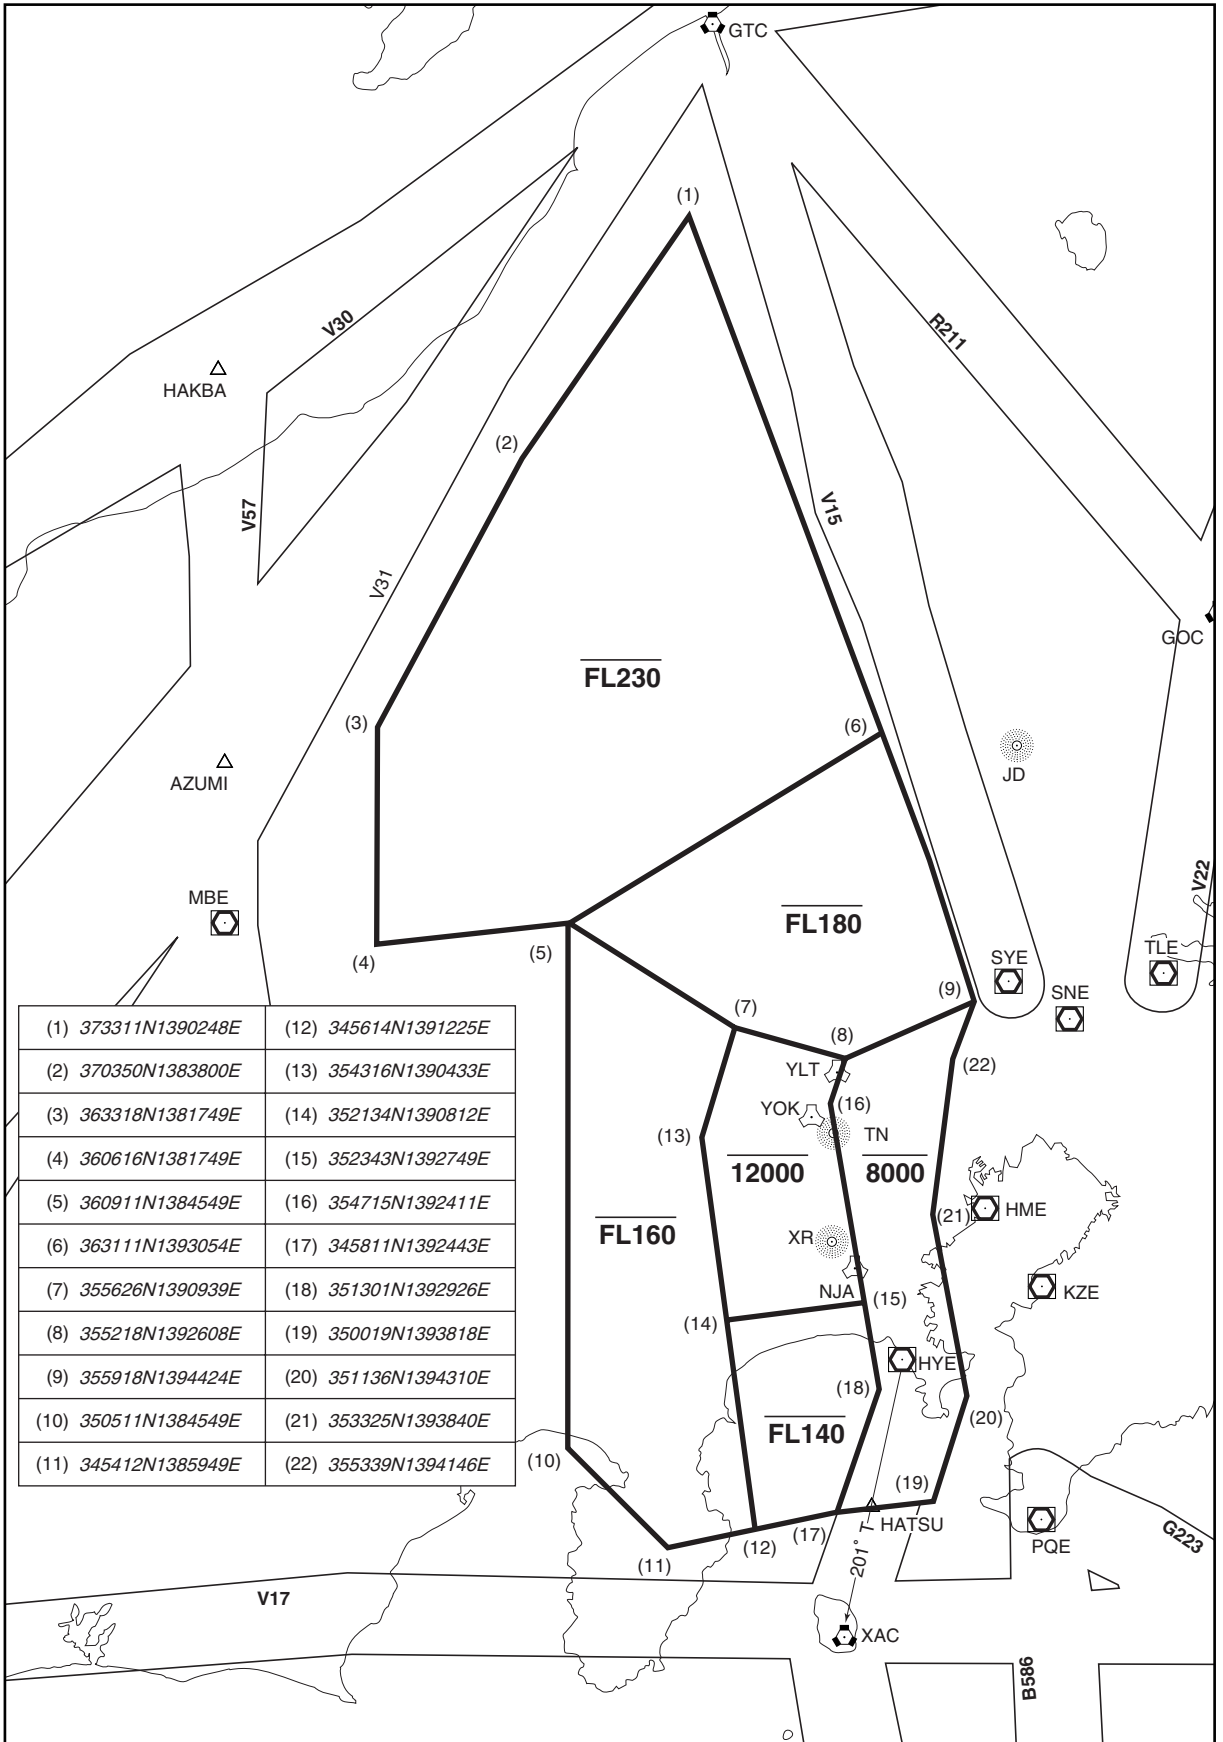 GTC
(1)
V30
R211
HAKBA
(2)
V57
V15
V31
GOC
FL230
(3)
(6)
AZUMI
JD
MBE
V22
FL180
(4)
(5)
SYE
TLE
SNE
(9)
(7)
(8)
(22)
YLT
YOK
(16)
(13)
TN
12000
8000
(21)
HME
FL160
XR
NJA
(15)
KZE
(14)
HYE
(18)
(20)
FL140
(10)
(19)
HATSU
(17)
(12)
(11)
PQE
G223
201° T
V17
XAC
B586
(1) 373311N1390248E (12) 345614N1391225E
(2) 370350N1383800E (13) 354316N1390433E
(3) 363318N1381749E (14) 352134N1390812E
(4) 360616N1381749E (15) 352343N1392749E
(5) 360911N1384549E (16) 354715N1392411E
(6) 363111N1393054E (17) 345811N1392443E
(7) 355626N1390939E (18) 351301N1392926E
(8) 355218N1392608E (19) 350019N1393818E
(9) 355918N1394424E (20) 351136N1394310E
(10) 350511N1384549E (21) 353325N1393840E
(11) 345412N1385949E (22) 355339N1394146E